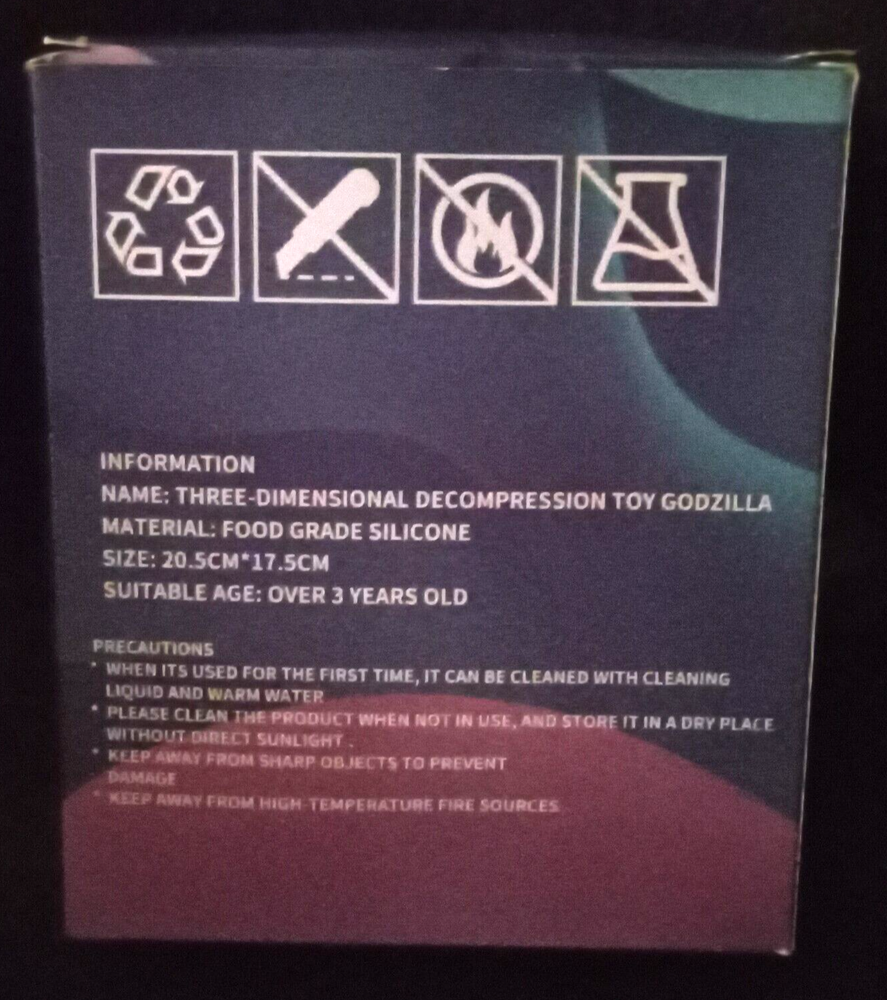 INFORMATION
NAME: THREE-DIMENSIONAL DECOMPRESSION TOY GODZILLA
MATERIAL: FOOD GRADE SILICONE
SIZE: 20.5CM*17.5CM
SUITABLE AGE: OVER 3 YEARS OLD
PRECAUTIONS
* WHEN ITS USED FOR THE FIRST TIME, IT CAN BE CLEANED WITH CLEANING
LIQUID AND WARM WATER
* PLEASE CLEAN THE PRODUCT WHEN NOT IN USE, AND STORE IT IN A DRY PLACE
WITHOUT DIRECT SUNLIGHT .
* KEEP AWAY FROM SHARP OBJECTS TO PREVENT
DAMAGE
* KEEP AWAY FROM HIGH-TEMPERATURE FIRE SOURCES